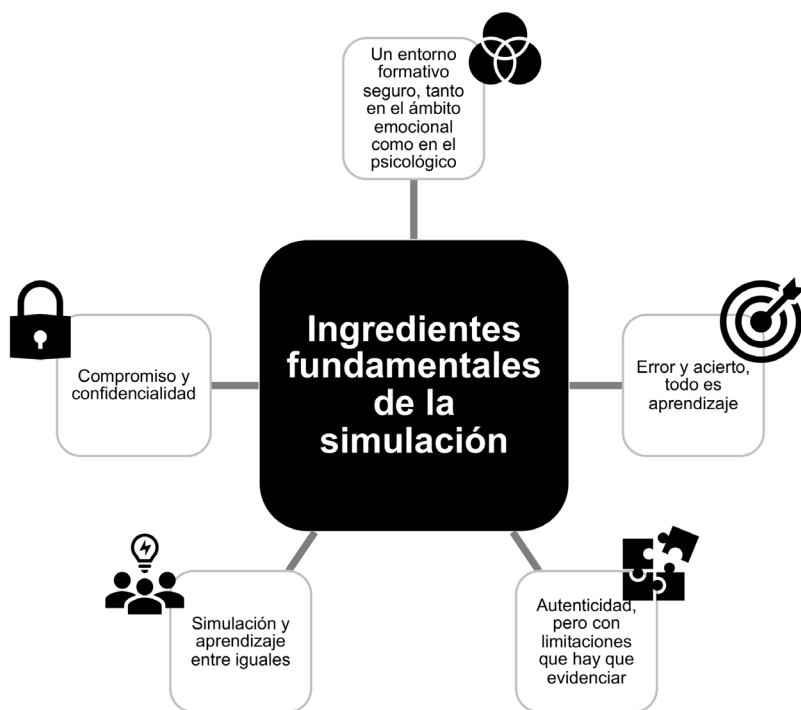 Un entorno
formativo
seguro, tanto
en el ámbito
emocional
como en el
psicológico
Ingredientes
fundamentales
de la
simulación
Error y acierto,
todo es
aprendizaje
Autenticidad,
pero con
limitaciones
que hay que
evidenciar
Simulación y
aprendizaje
entre iguales
Compromiso y
confidencialidad